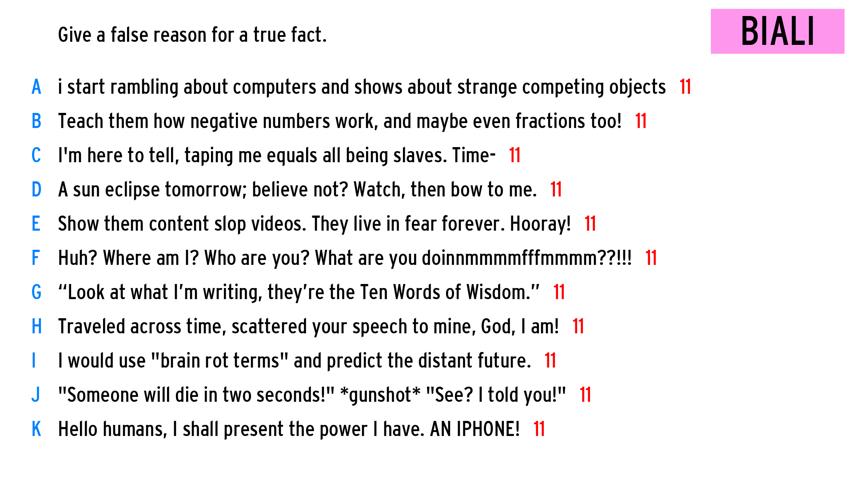 Give a false reason for a true fact.
BIALI
A i start rambling about computers and shows about strange competing objects 11
B Teach them how negative numbers work, and maybe even fractions too! 11
C I'm here to tell, taping me equals all being slaves. Time- 11
D A sun eclipse tomorrow; believe not? Watch, then bow to me. 11
E Show them content slop videos. They live in fear forever. Hooray! 11
F Huh? Where am I? Who are you? What are you doinnmmmmfffmmmm??!!! 11
G “Look at what I’m writing, they’re the Ten Words of Wisdom.” 11
H Traveled across time, scattered your speech to mine, God, I am! 11
I I would use "brain rot terms" and predict the distant future. 11
J "Someone will die in two seconds!" *gunshot* "See? I told you!" 11
K Hello humans, I shall present the power I have. AN IPHONE! 11